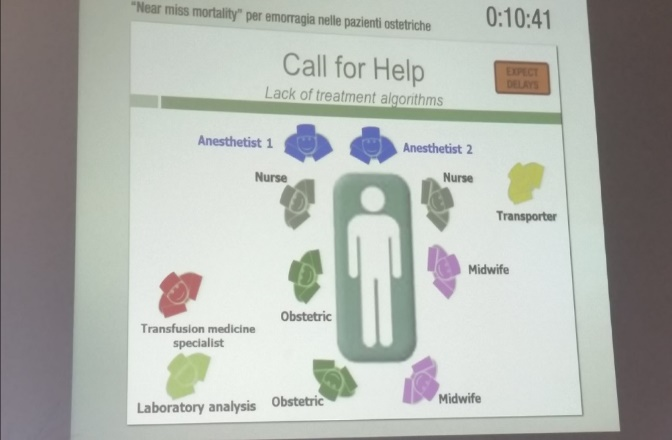 "Near miss mortality" per emorragia nelle pazienti ostetriche
0:10:41
Call for Help
EXPECT
DELAYS
Lack of treatment algorithms
Anesthetist 1
Anesthetist 2
Nurse
Nurse
Transporter
Midwife
Obstetric
Transfusion medicine
specialist
Laboratory analysis
Obstetric
Midwife